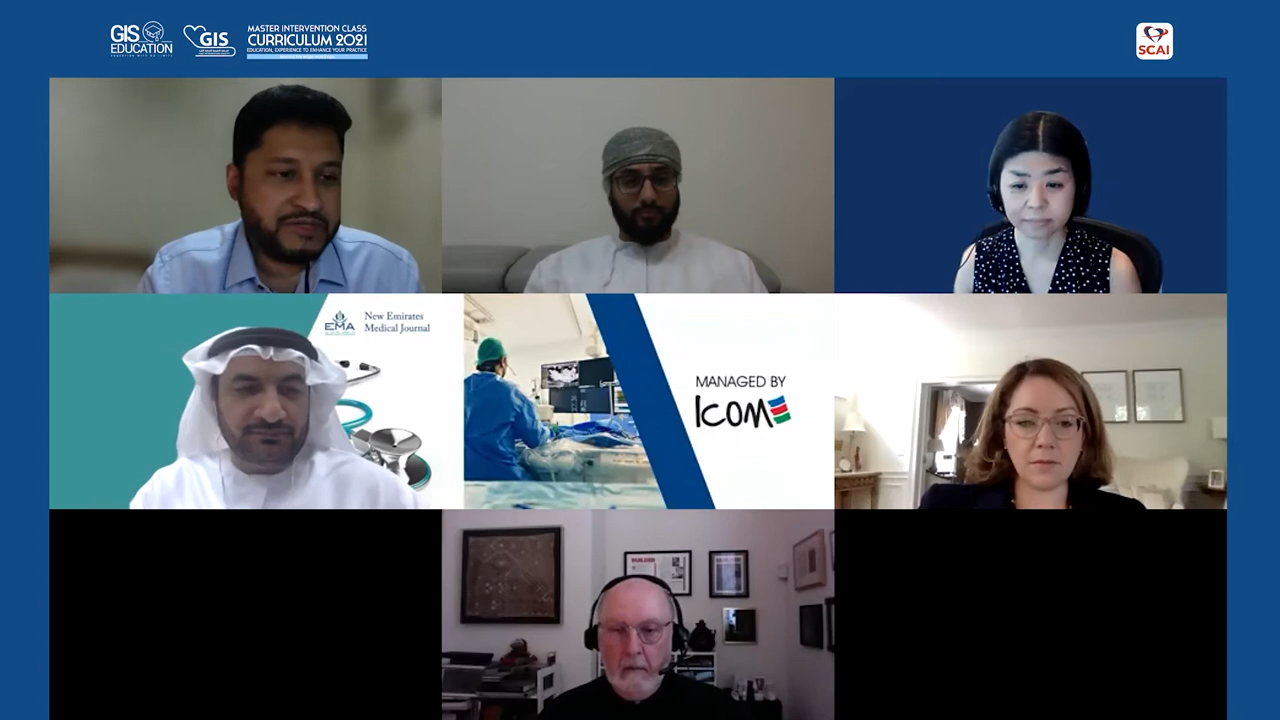 GIS
EDUCATION
GIS
MASTER INTERVENTION CLASS
CURRICULUM 2021
EDUCATION, EXPERIENCE TO ENHANCE YOUR PRACTICE
SCAI
EMA
New Emirates
Medical Journal
MANAGED BY
ICOM